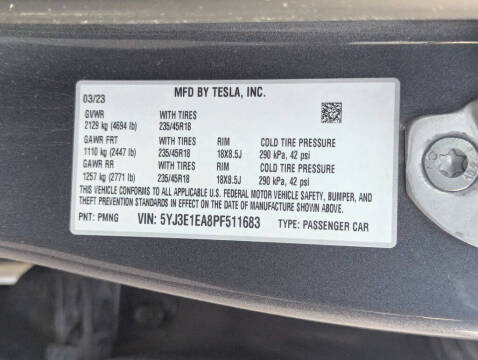 MFD BY TESLA, INC.
03/23
GVWR WITH TIRES
2129 kg (4694 lb) 235/45R18
GAWR FRT WITH TIRES RIM COLD TIRE PRESSURE
1110 kg (2447 lb) 235/45R18 18X8.5J 290 kPa, 42 psi
GAWR RR WITH TIRES RIM COLD TIRE PRESSURE
1257 kg (2771 lb) 235/45R18 18X8.5J 290 kPa, 42 psi
THIS VEHICLE CONFORMS TO ALL APPLICABLE U.S. FEDERAL MOTOR VEHICLE SAFETY, BUMPER, AND
THEFT PREVENTION STANDARDS IN EFFECT ON THE DATE OF MANUFACTURE SHOWN ABOVE.
PNT: PMNG VIN: 5YJ3E1EA8PF511683 TYPE: PASSENGER CAR